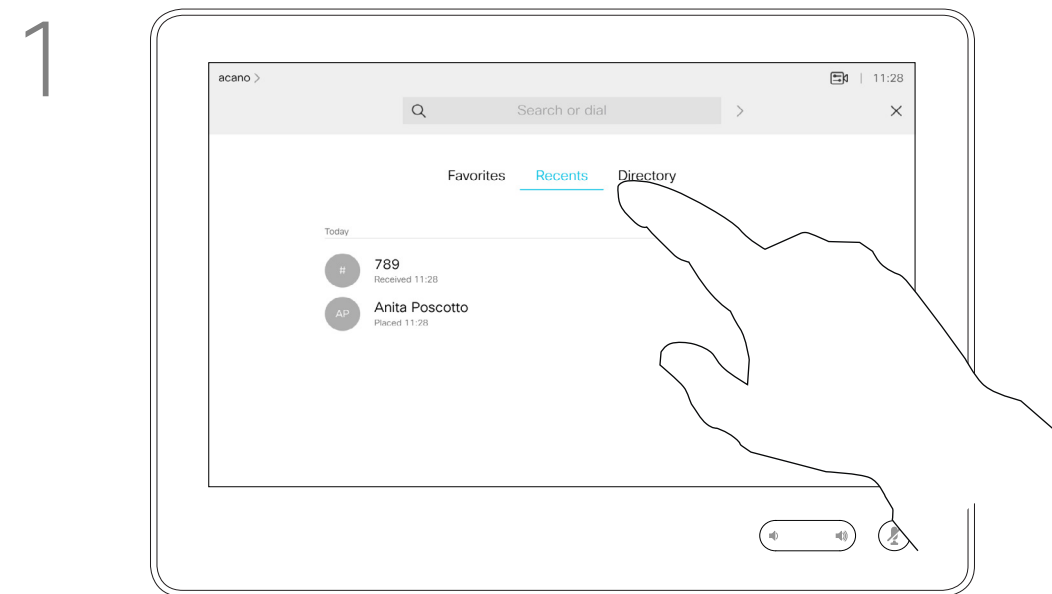 1
acano >
11:28
Search or dial
Favorites Recents Directory
Today
#
789
Received 11:28
AP
Anita Poscotto
Placed 11:28